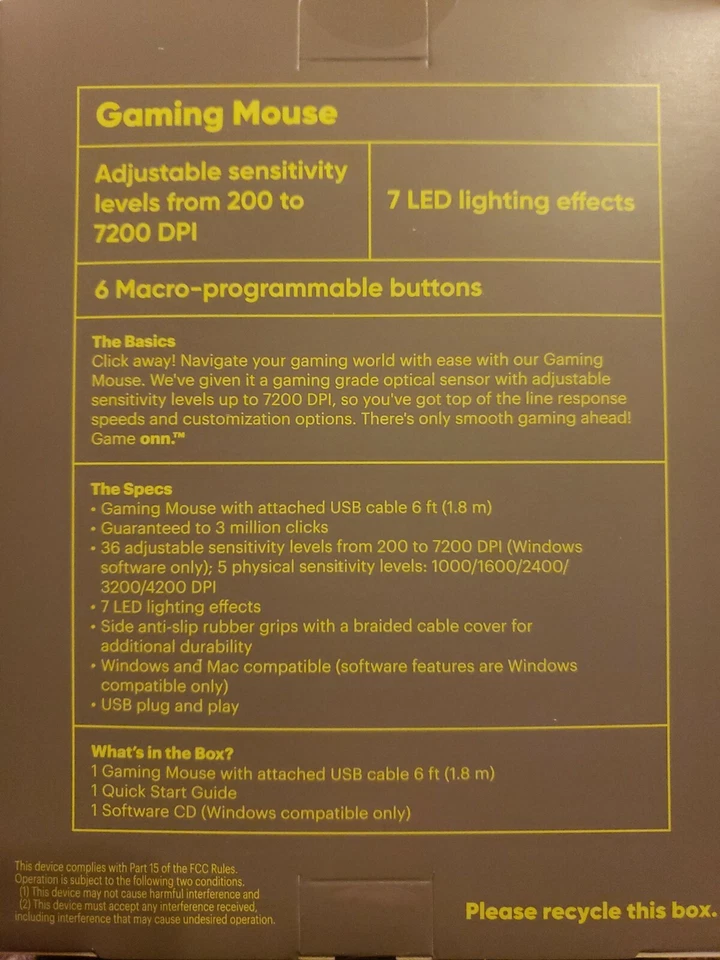 Gaming Mouse
Adjustable sensitivity
levels from 200 to
7200 DPI
7 LED lighting effects
6 Macro-programmable buttons
The Basics
Click away! Navigate your gaming world with ease with our Gaming
Mouse. We've given it a gaming grade optical sensor with adjustable
sensitivity levels up to 7200 DPI, so you've got top of the line response
speeds and customization options. There's only smooth gaming ahead!
Game onn.™
The Specs
• Gaming Mouse with attached USB cable 6 ft (1.8 m)
• Guaranteed to 3 million clicks
• 36 adjustable sensitivity levels from 200 to 7200 DPI (Windows
software only); 5 physical sensitivity levels: 1000/1600/2400/
3200/4200 DPI
• 7 LED lighting effects
• Side anti-slip rubber grips with a braided cable cover for
additional durability
• Windows and Mac compatible (software features are Windows
compatible only)
• USB plug and play
What's in the Box?
1 Gaming Mouse with attached USB cable 6 ft (1.8 m)
1 Quick Start Guide
1 Software CD (Windows compatible only)
This device complies with Part 15 of the FCC Rules.
Operation is subject to the following two conditions.
(1) This device may not cause harmful interference and
(2) This device must accept any interference received,
including interference that may cause undesired operation.
Please recycle this box.